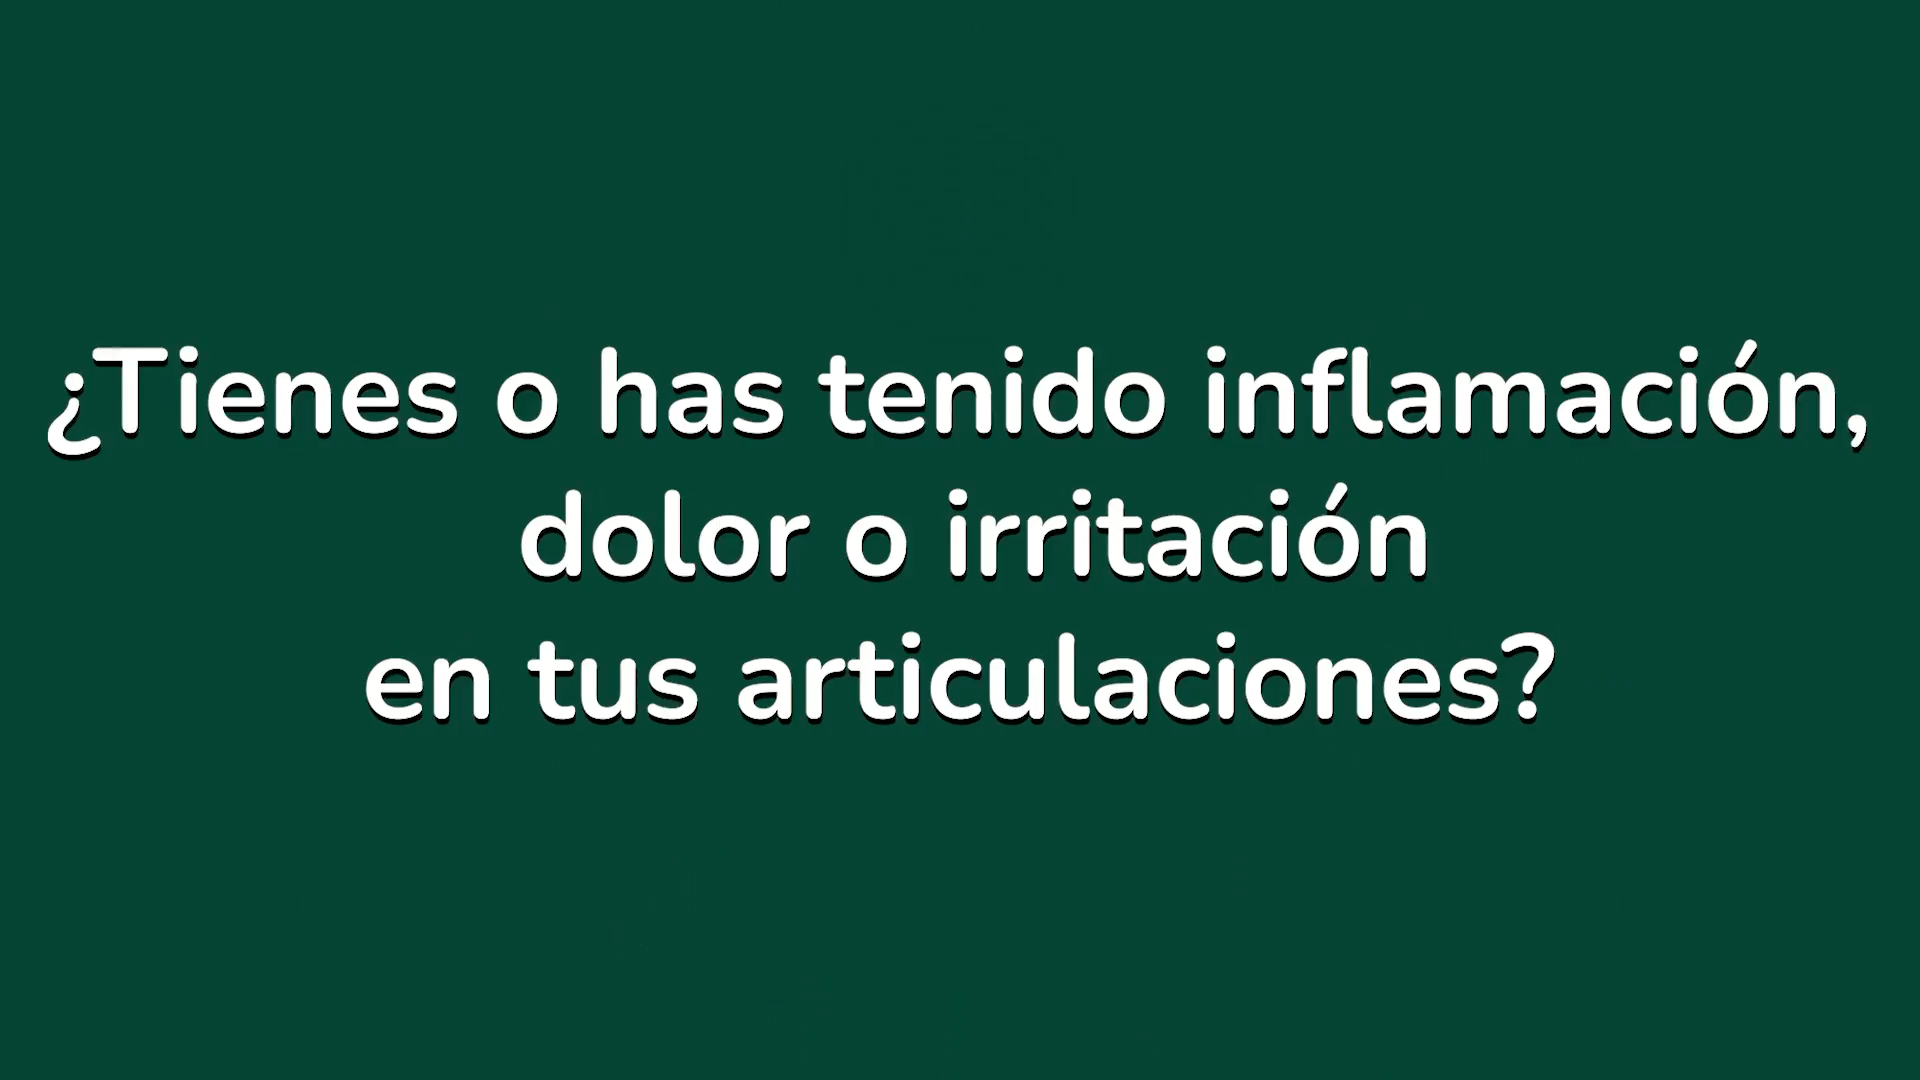 ¿Tienes o has tenido inflamación,
dolor o irritación
en tus articulaciones?